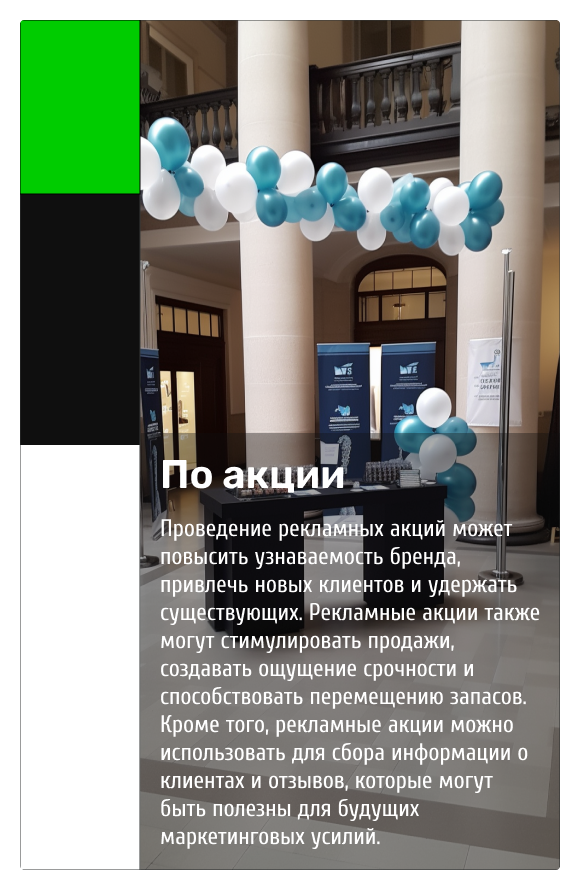 По акции
Проведение рекламных акций может
повысить узнаваемость бренда,
привлечь новых клиентов и удержать
существующих. Рекламные акции также
могут стимулировать продажи,
создавать ощущение срочности и
способствовать перемещению запасов.
Кроме того, рекламные акции можно
использовать для сбора информации о
клиентах и отзывов, которые могут
быть полезны для будущих
маркетинговых усилий.